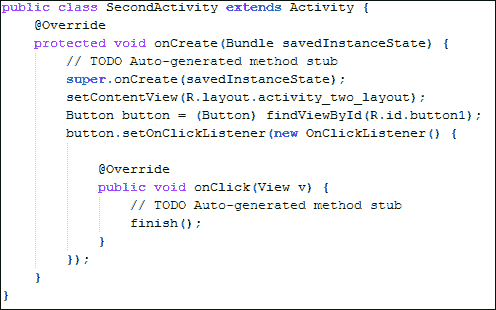 public class SecondActivity extends Activity {
    @Override
    protected void onCreate(Bundle savedInstanceState) {
        // TODO Auto-generated method stub
        super.onCreate(savedInstanceState);
        setContentView(R.layout.activity_two_layout);
        Button button = (Button) findViewById(R.id.button1);
        button.setOnClickListener(new OnClickListener() {
            @Override
            public void onClick(View v) {
                // TODO Auto-generated method stub
                finish();
            }
        });
    }
}